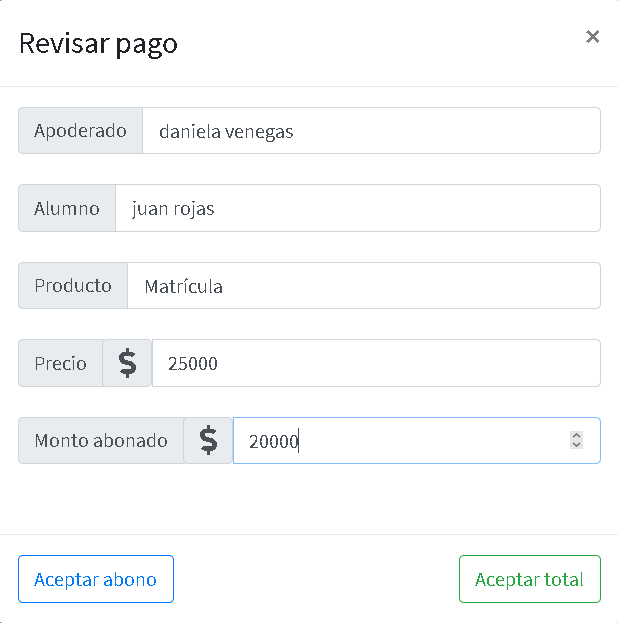 Revisar pago ×
Apoderado daniela venegas
Alumno juan rojas
Producto Matrícula
Precio $ 25000
Monto abonado $ 20000
Aceptar abono Aceptar total